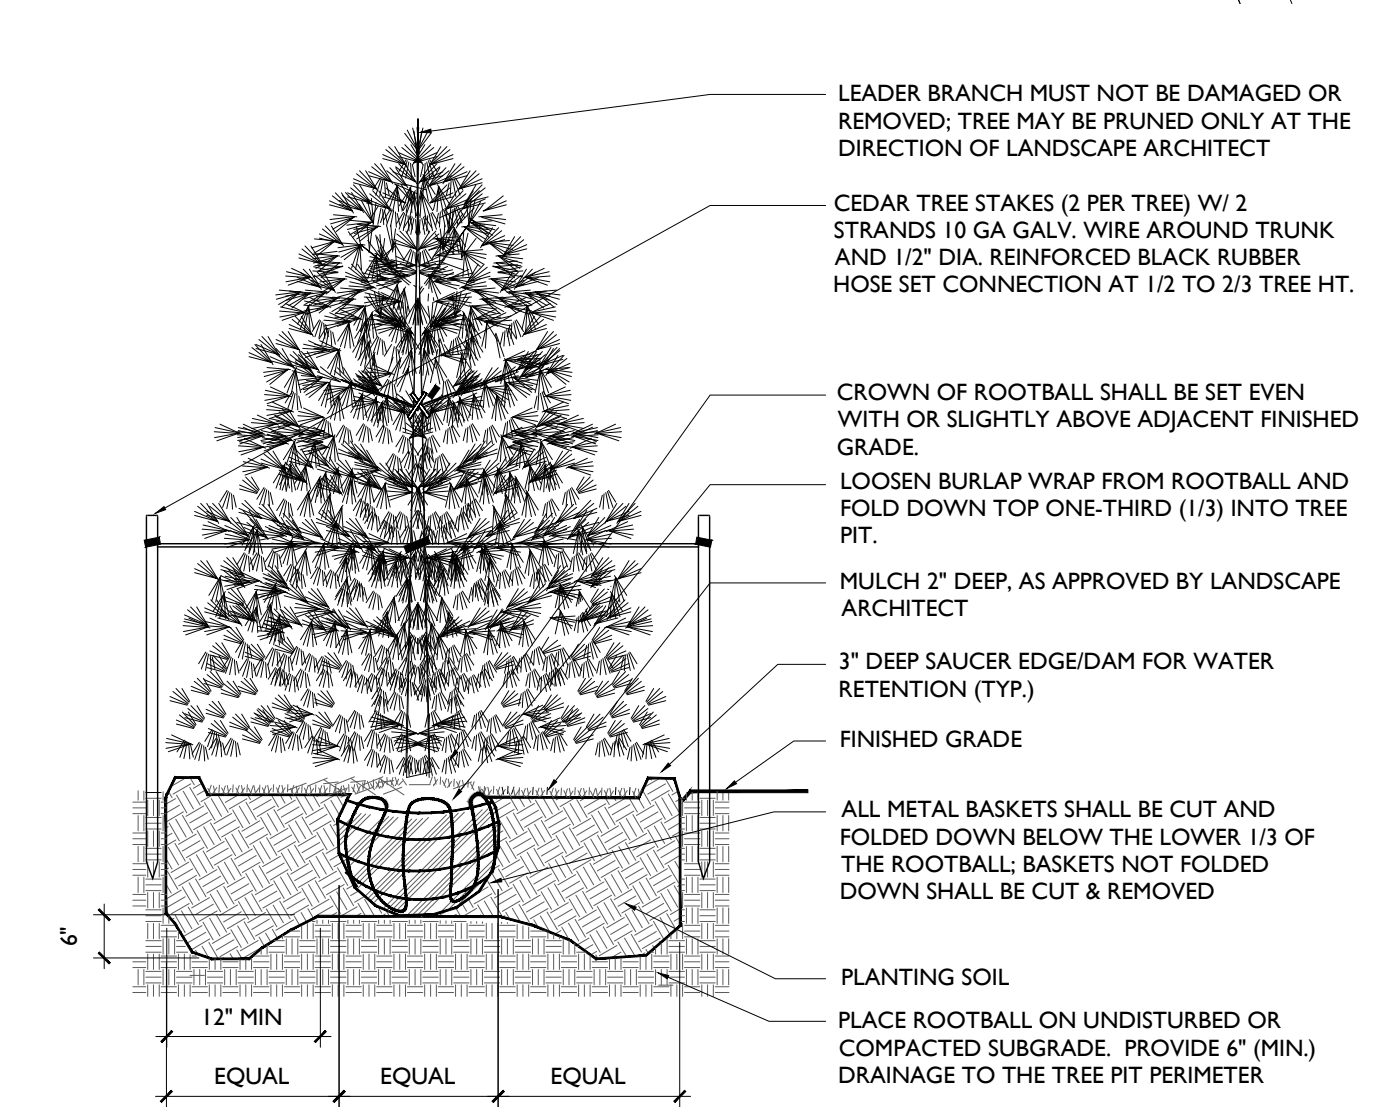 LEADER BRANCH MUST NOT BE DAMAGED OR
REMOVED; TREE MAY BE PRUNED ONLY AT THE
DIRECTION OF LANDSCAPE ARCHITECT
CEDAR TREE STAKES (2 PER TREE) W/ 2
STRANDS 10 GA GALV. WIRE AROUND TRUNK
AND 1/2" DIA. REINFORCED BLACK RUBBER
HOSE SET CONNECTION AT 1/2 TO 2/3 TREE HT.
CROWN OF ROOTBALL SHALL BE SET EVEN
WITH OR SLIGHTLY ABOVE ADJACENT FINISHED
GRADE.
LOOSEN BURLAP WRAP FROM ROOTBALL AND
FOLD DOWN TOP ONE-THIRD (1/3) INTO TREE
PIT.
MULCH 2" DEEP, AS APPROVED BY LANDSCAPE
ARCHITECT
3" DEEP SAUCER EDGE/DAM FOR WATER
RETENTION (TYP.)
FINISHED GRADE
ALL METAL BASKETS SHALL BE CUT AND
FOLDED DOWN BELOW THE LOWER 1/3 OF
THE ROOTBALL; BASKETS NOT FOLDED
DOWN SHALL BE CUT & REMOVED
PLANTING SOIL
PLACE ROOTBALL ON UNDISTURBED OR
COMPACTED SUBGRADE. PROVIDE 6" (MIN.)
DRAINAGE TO THE TREE PIT PERIMETER
6"
12" MIN
EQUAL
EQUAL
EQUAL